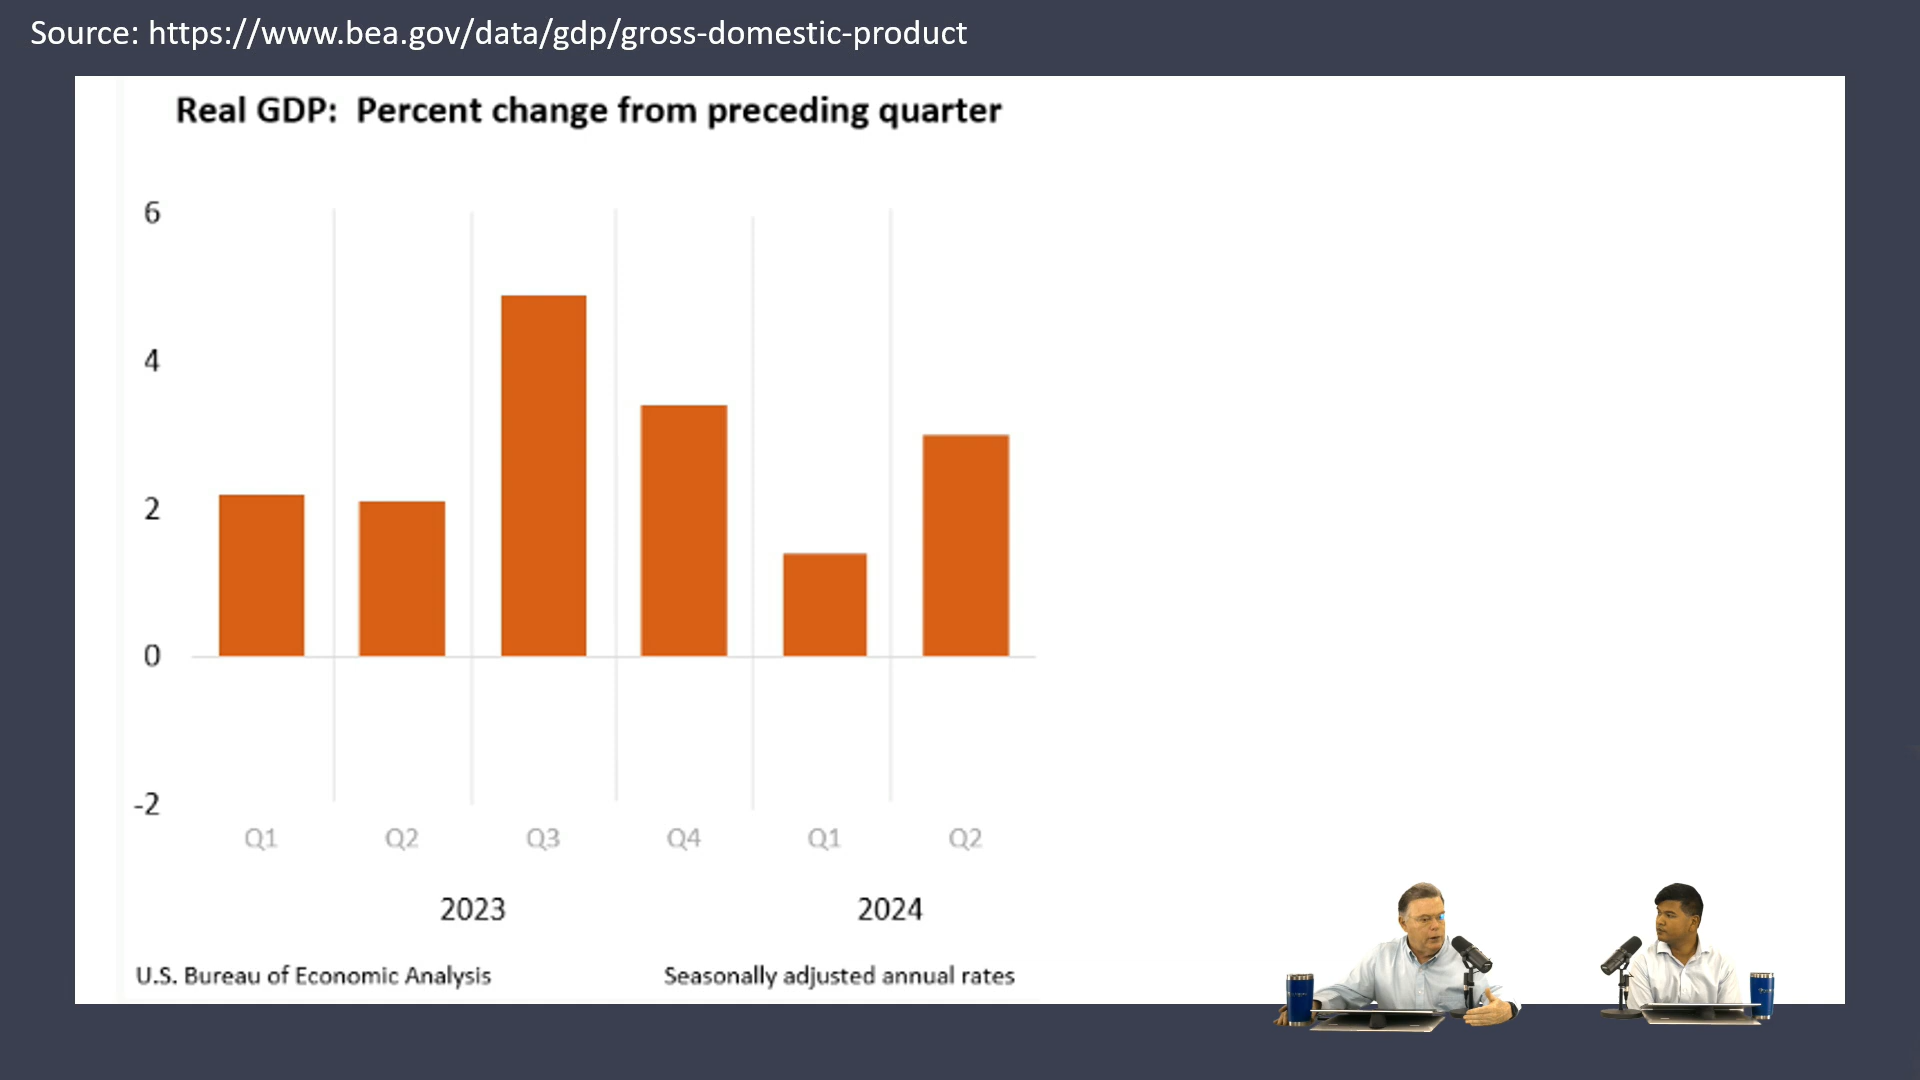 Source: https://www.bea.gov/data/gdp/gross-domestic-product
Real GDP:  Percent change from preceding quarter
6
4
2
0
-2
Q1 Q2 Q3 Q4 Q1 Q2
2023 2024
U.S. Bureau of Economic Analysis Seasonally adjusted annual rates